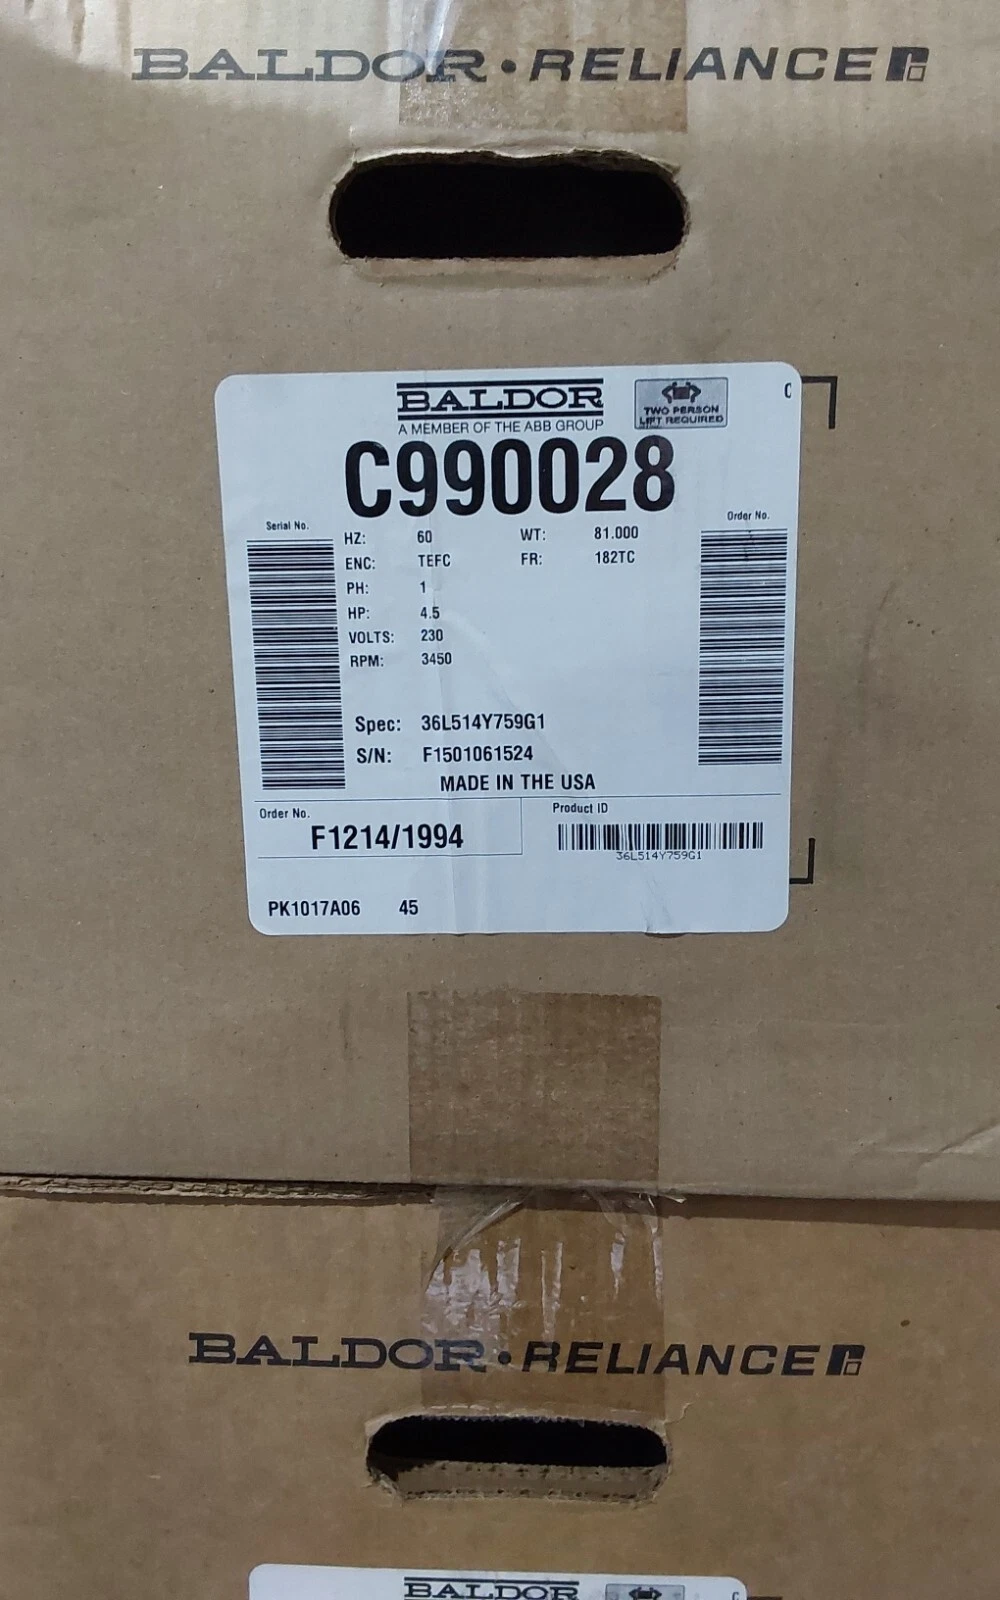 BALDOR • RELIANCE
BALDOR
A MEMBER OF THE ABB GROUP
TWO PERSON
LIFT REQUIRED
C
C990028
Serial No.
Order No.
HZ: 60 WT: 81.000
ENC: TEFC FR: 182TC
PH: 1
HP: 4.5
VOLTS: 230
RPM: 3450
Spec: 36L514Y759G1
S/N: F1501061524
MADE IN THE USA
Order No.
F1214/1994
Product ID
36L514Y759G1
PK1017A06 45
BALDOR • RELIANCE
BALDOR
C